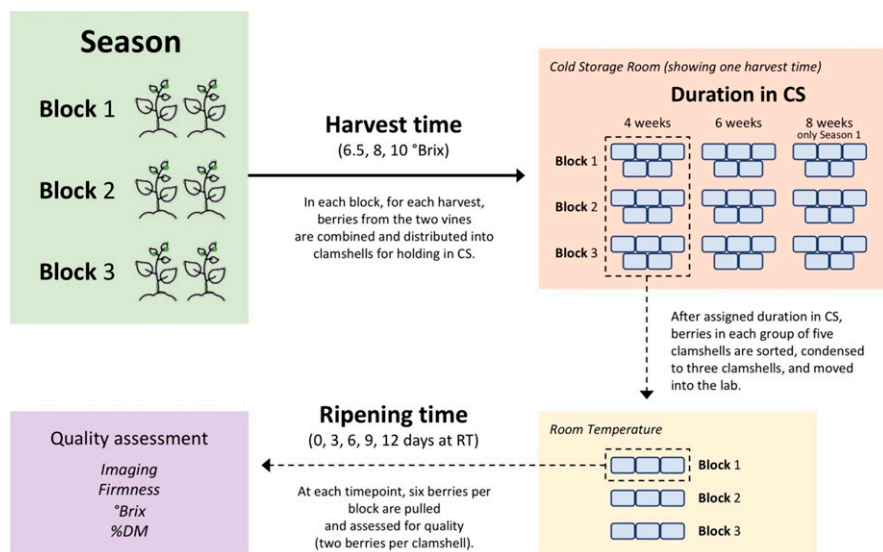 Season
Block 1
Block 2
Block 3
Harvest time
(6.5, 8, 10 °Brix)
In each block, for each harvest,
berries from the two vines
are combined and distributed into
clamshells for holding in CS.
Cold Storage Room (showing one harvest time)
Duration in CS
4 weeks
6 weeks
8 weeks
only Season 1
Block 1
Block 2
Block 3
After assigned duration in CS,
berries in each group of five
clamshells are sorted, condensed
to three clamshells, and moved
into the lab.
Room Temperature
Block 1
Block 2
Block 3
Ripening time
(0, 3, 6, 9, 12 days at RT)
At each timepoint, six berries per
block are pulled
and assessed for quality
(two berries per clamshell).
Quality assessment
Imaging
Firmness
°Brix
%DM